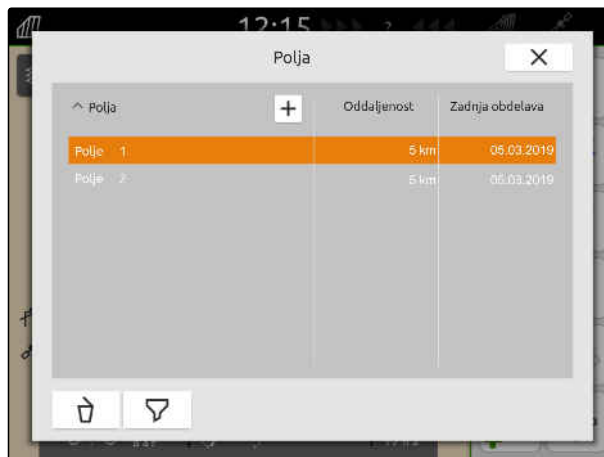 12:15
Polja
Polja + Oddaljenost Zadnja obdelava
Polje 1 5 km 05.03.2019
Polje 2 5 km 05.03.2019